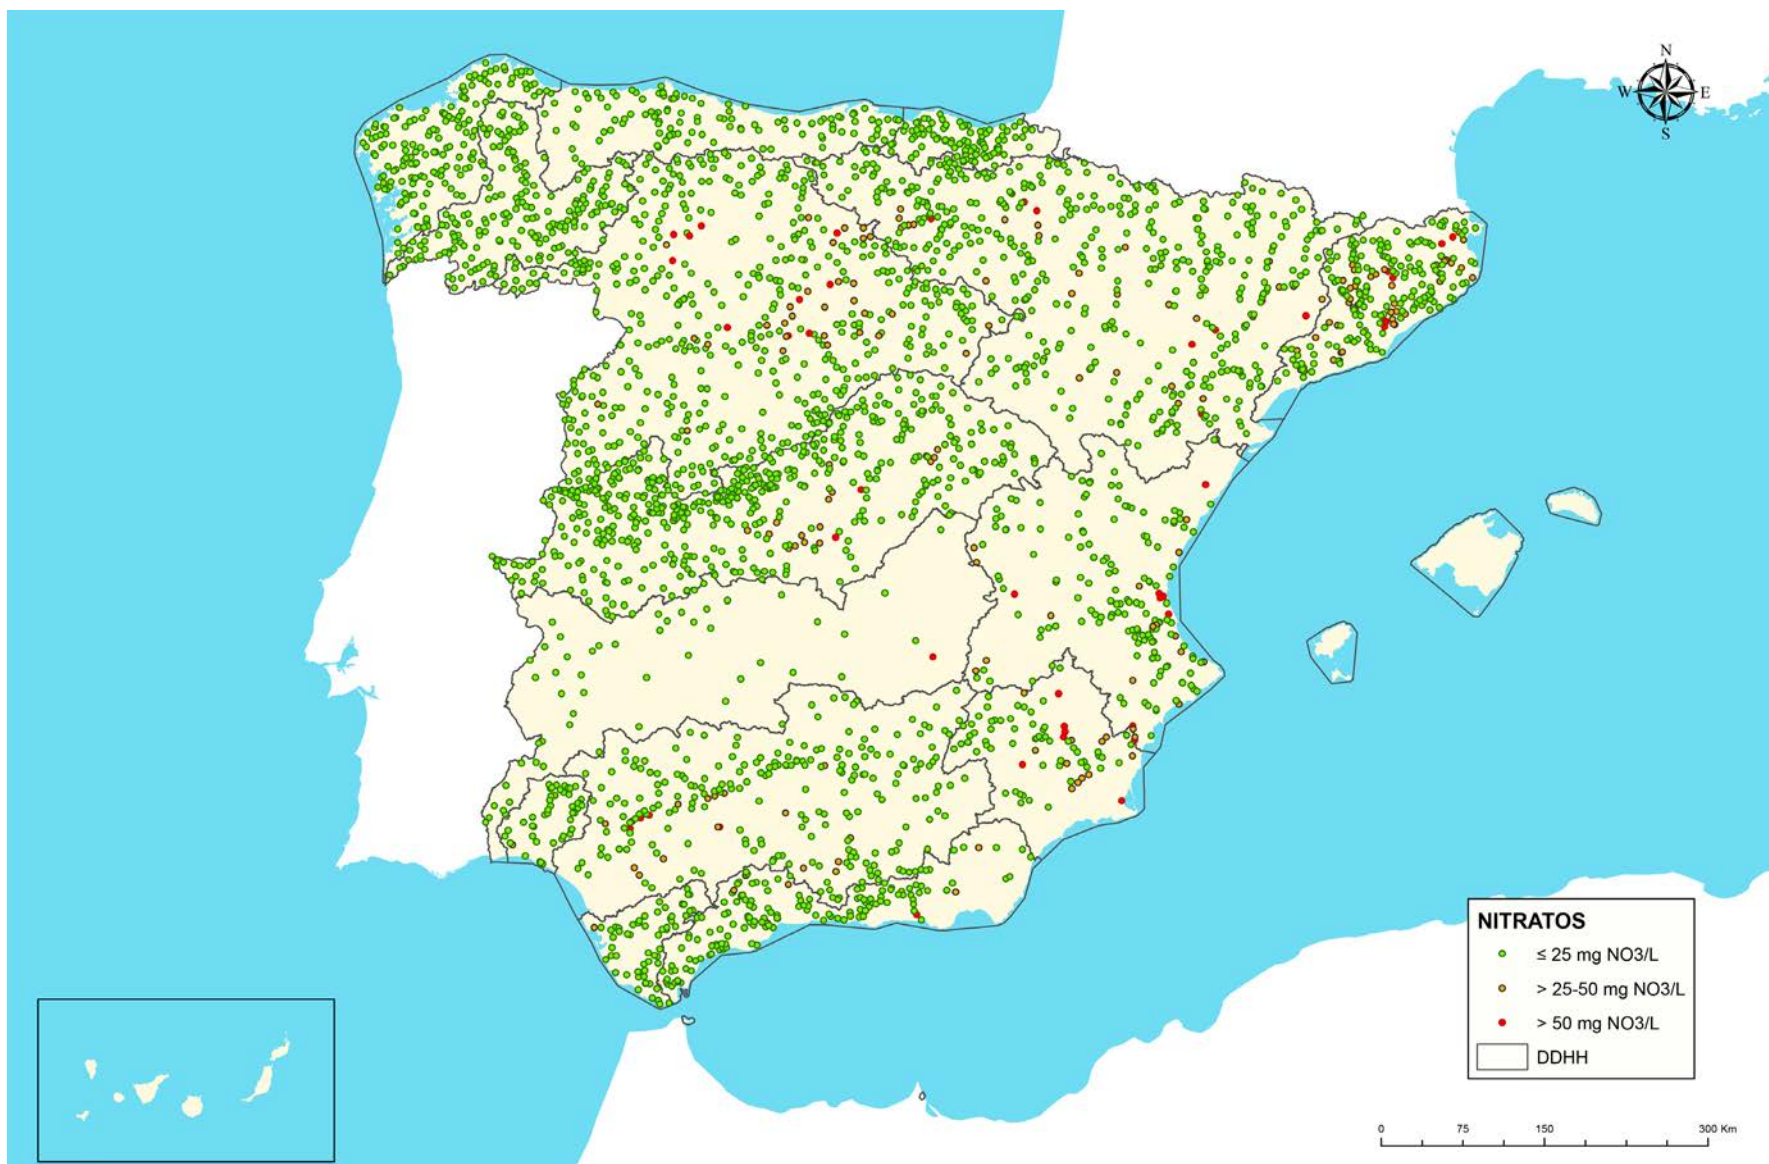 N
W E
S
NITRATOS
≤ 25 mg NO3/L
> 25-50 mg NO3/L
> 50 mg NO3/L
DDHH
0 75 150 300 Km